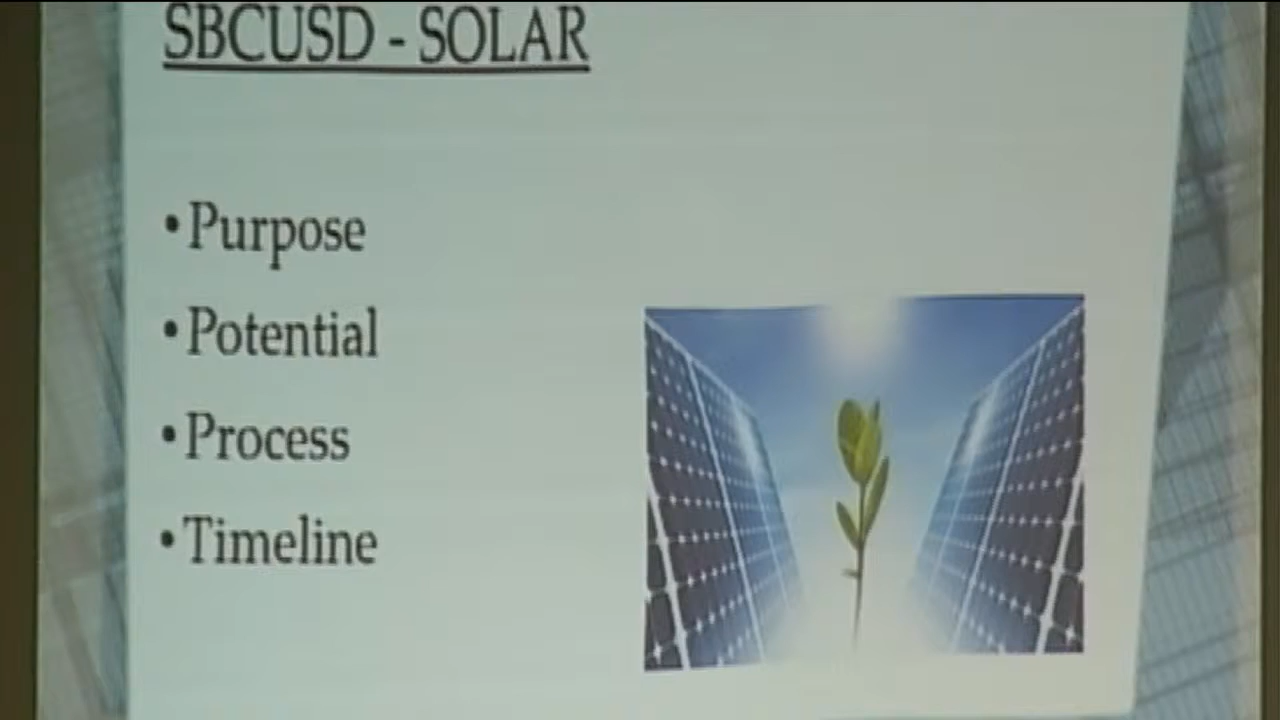 SBCUSD - SOLAR
• Purpose
• Potential
• Process
• Timeline